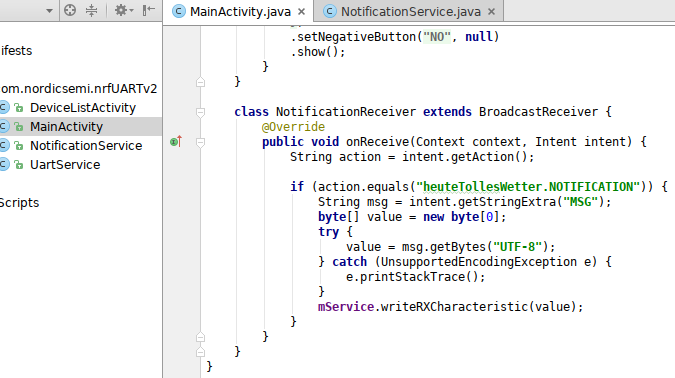 MainActivity.java ×
NotificationService.java ×
ifests
om.nordicsemi.nrfUARTv2
DeviceListActivity
MainActivity
NotificationService
UartService
Scripts
.setNegativeButton("NO", null)
.show();
}
}
class NotificationReceiver extends BroadcastReceiver {
@Override
public void onReceive(Context context, Intent intent) {
String action = intent.getAction();
if (action.equals("heuteTollesWetter.NOTIFICATION")) {
String msg = intent.getStringExtra("MSG");
byte[] value = new byte[0];
try {
value = msg.getBytes("UTF-8");
} catch (UnsupportedEncodingException e) {
e.printStackTrace();
}
mService.writeRXCharacteristic(value);
}
}
}
}